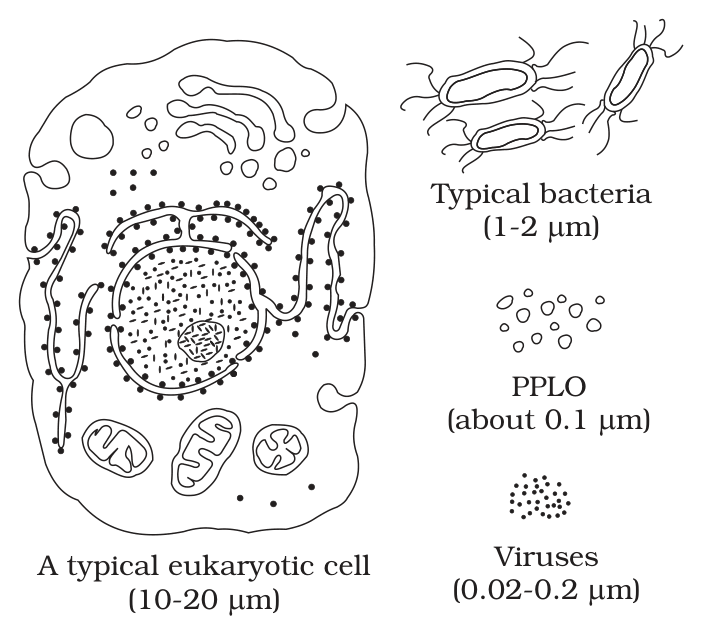 Typical bacteria
(1-2 µm)
PPLO
(about 0.1 µm)
Viruses
(0.02-0.2 µm)
A typical eukaryotic cell
(10-20 µm)